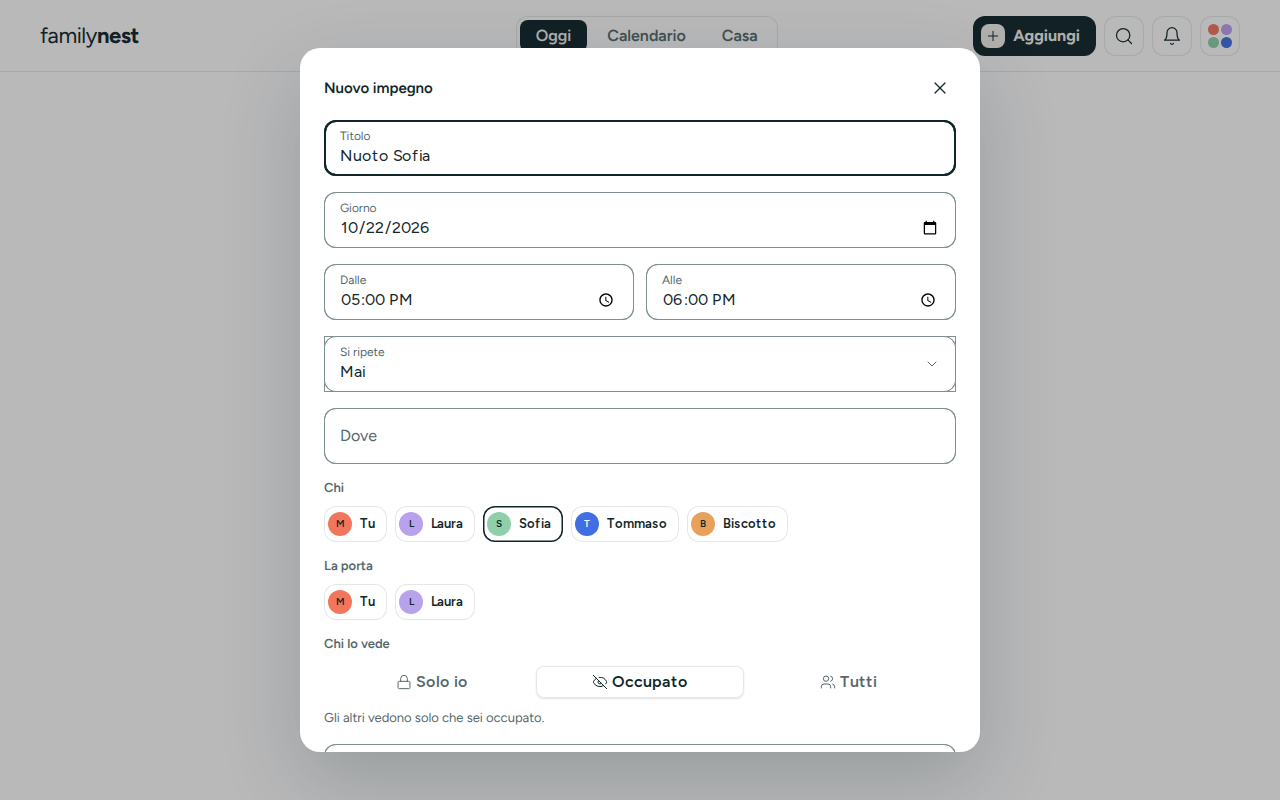 familynest
Oggi Calendario Casa
Aggiungi
Nuovo impegno
Titolo
Nuoto Sofia
Giorno
10/22/2026
Dalle Alle
05:00 PM 06:00 PM
Si ripete
Mai
Dove
Chi
M Tu L Laura S Sofia T Tommaso B Biscotto
La porta
M Tu L Laura
Chi lo vede
Solo io Occupato Tutti
Gli altri vedono solo che sei occupato.